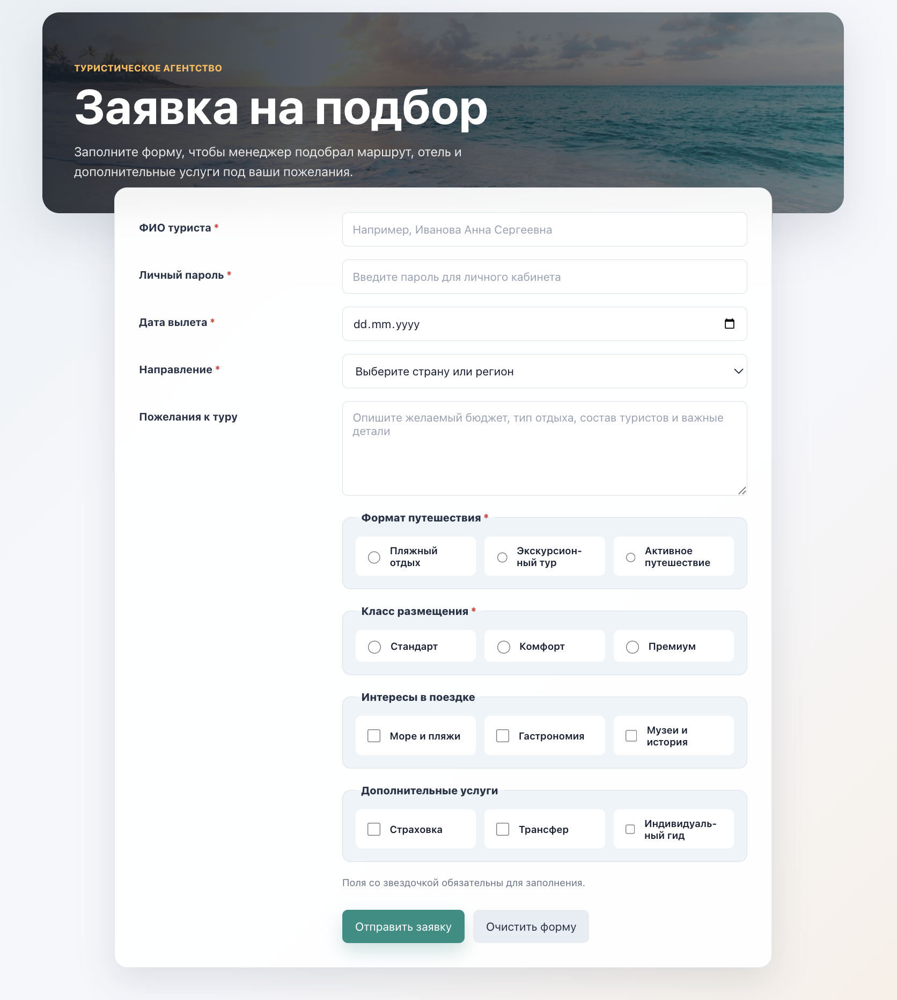 ТУРИСТИЧЕСКОЕ АГЕНТСТВО
Заявка на подбор
Заполните форму, чтобы менеджер подобрал маршрут, отель и
дополнительные услуги под ваши пожелания.
ФИО туриста *
Например, Иванова Анна Сергеевна
Личный пароль *
Введите пароль для личного кабинета
Дата вылета *
dd.mm.yyyy
Направление *
Выберите страну или регион
Пожелания к туру
Опишите желаемый бюджет, тип отдыха, состав туристов и важные
детали
Формат путешествия *
Пляжный
отдых
Экскурсион-
ный тур
Активное
путешествие
Класс размещения *
Стандарт
Комфорт
Премиум
Интересы в поездке
Море и пляжи
Гастрономия
Музеи и
история
Дополнительные услуги
Страховка
Трансфер
Индивидуаль-
ный гид
Поля со звездочкой обязательны для заполнения.
Отправить заявку
Очистить форму